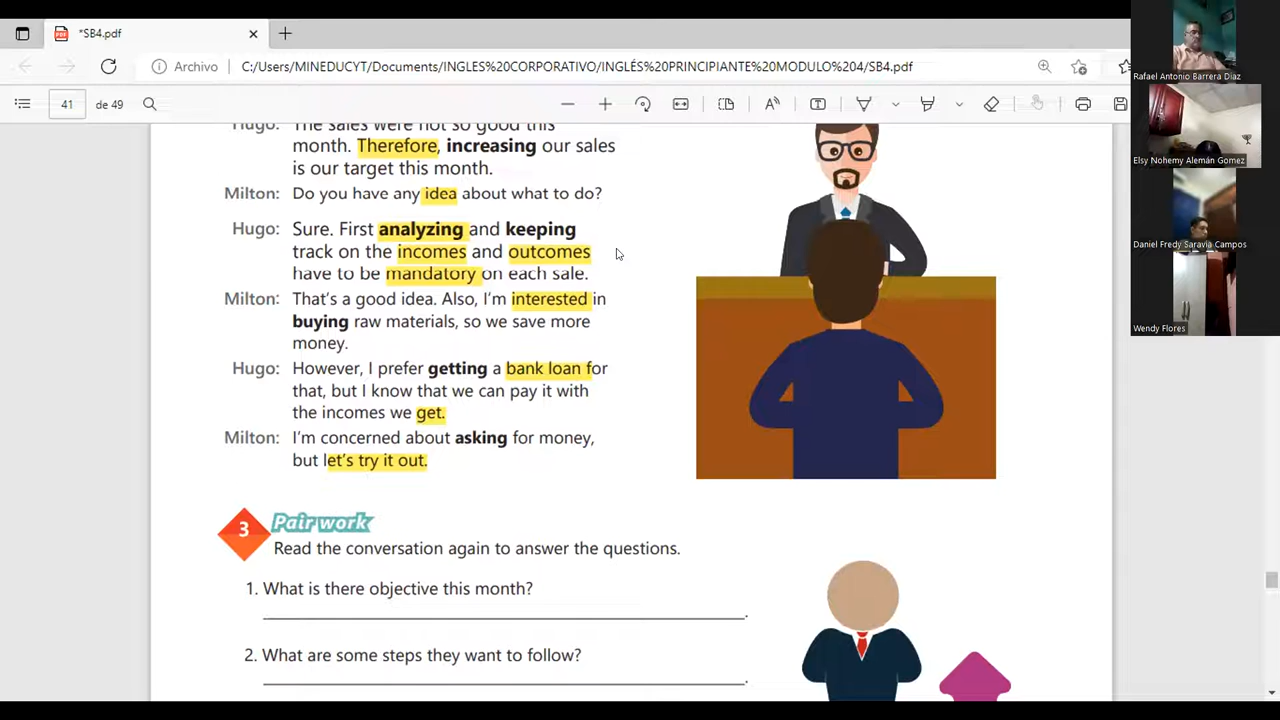 *SB4.pdf
Archivo
C:/Users/MINEDUCYT/Documents/INGLES%20CORPORATIVO/INGLÉS%20PRINCIPIANTE%20MODULO%204/SB4.pdf
41 de 49
Hugo: The sales were not so good this
month. Therefore, increasing our sales
is our target this month.
Milton: Do you have any idea about what to do?
Hugo: Sure. First analyzing and keeping
track on the incomes and outcomes
have to be mandatory on each sale.
Milton: That's a good idea. Also, I'm interested in
buying raw materials, so we save more
money.
Hugo: However, I prefer getting a bank loan for
that, but I know that we can pay it with
the incomes we get.
Milton: I'm concerned about asking for money,
but let's try it out.
3 Pair work
Read the conversation again to answer the questions.
1. What is there objective this month?
2. What are some steps they want to follow?
Rafael Antonio Barrera Diaz
Elsy Nohemy Alemán Gomez
Daniel Fredy Saravia Campos
Wendy Flores